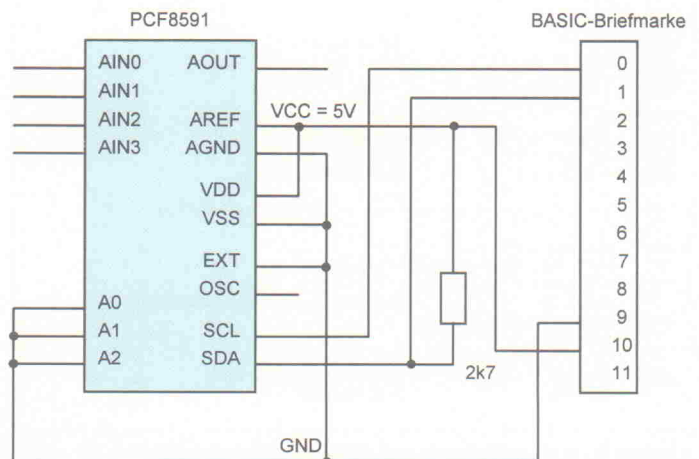 PCF8591
BASIC-Briefmarke
AIN0
AIN1
AIN2
AIN3
A0
A1
A2
AOUT
AREF
AGND
VDD
VSS
EXT
OSC
SCL
SDA
VCC = 5V
2k7
GND
0
1
2
3
4
5
6
7
8
9
10
11